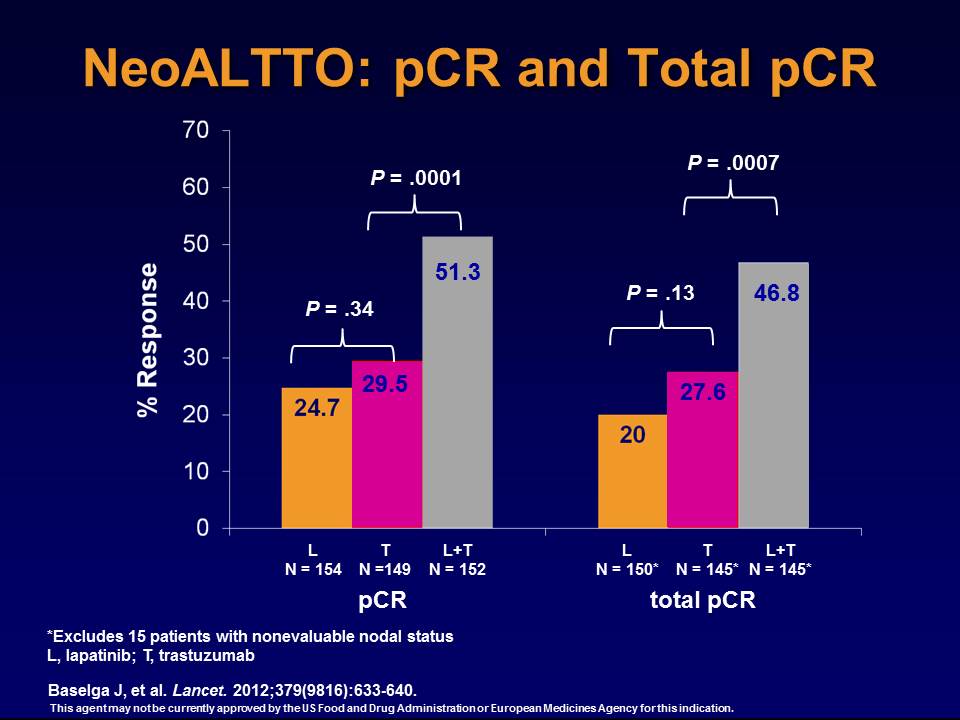 NeoALTTO: pCR and Total pCR
% Response
70
60
50
40
30
20
10
0
P = .34
P = .0001
24.7
29.5
51.3
P = .13
P = .0007
20
27.6
46.8
L
N = 154
T
N =149
L+T
N = 152
pCR
L
N = 150*
T
N = 145*
L+T
N = 145*
total pCR
*Excludes 15 patients with nonevaluable nodal status
L, lapatinib; T, trastuzumab
Baselga J, et al. Lancet. 2012;379(9816):633-640.
This agent may not be currently approved by the US Food and Drug Administration or European Medicines Agency for this indication.